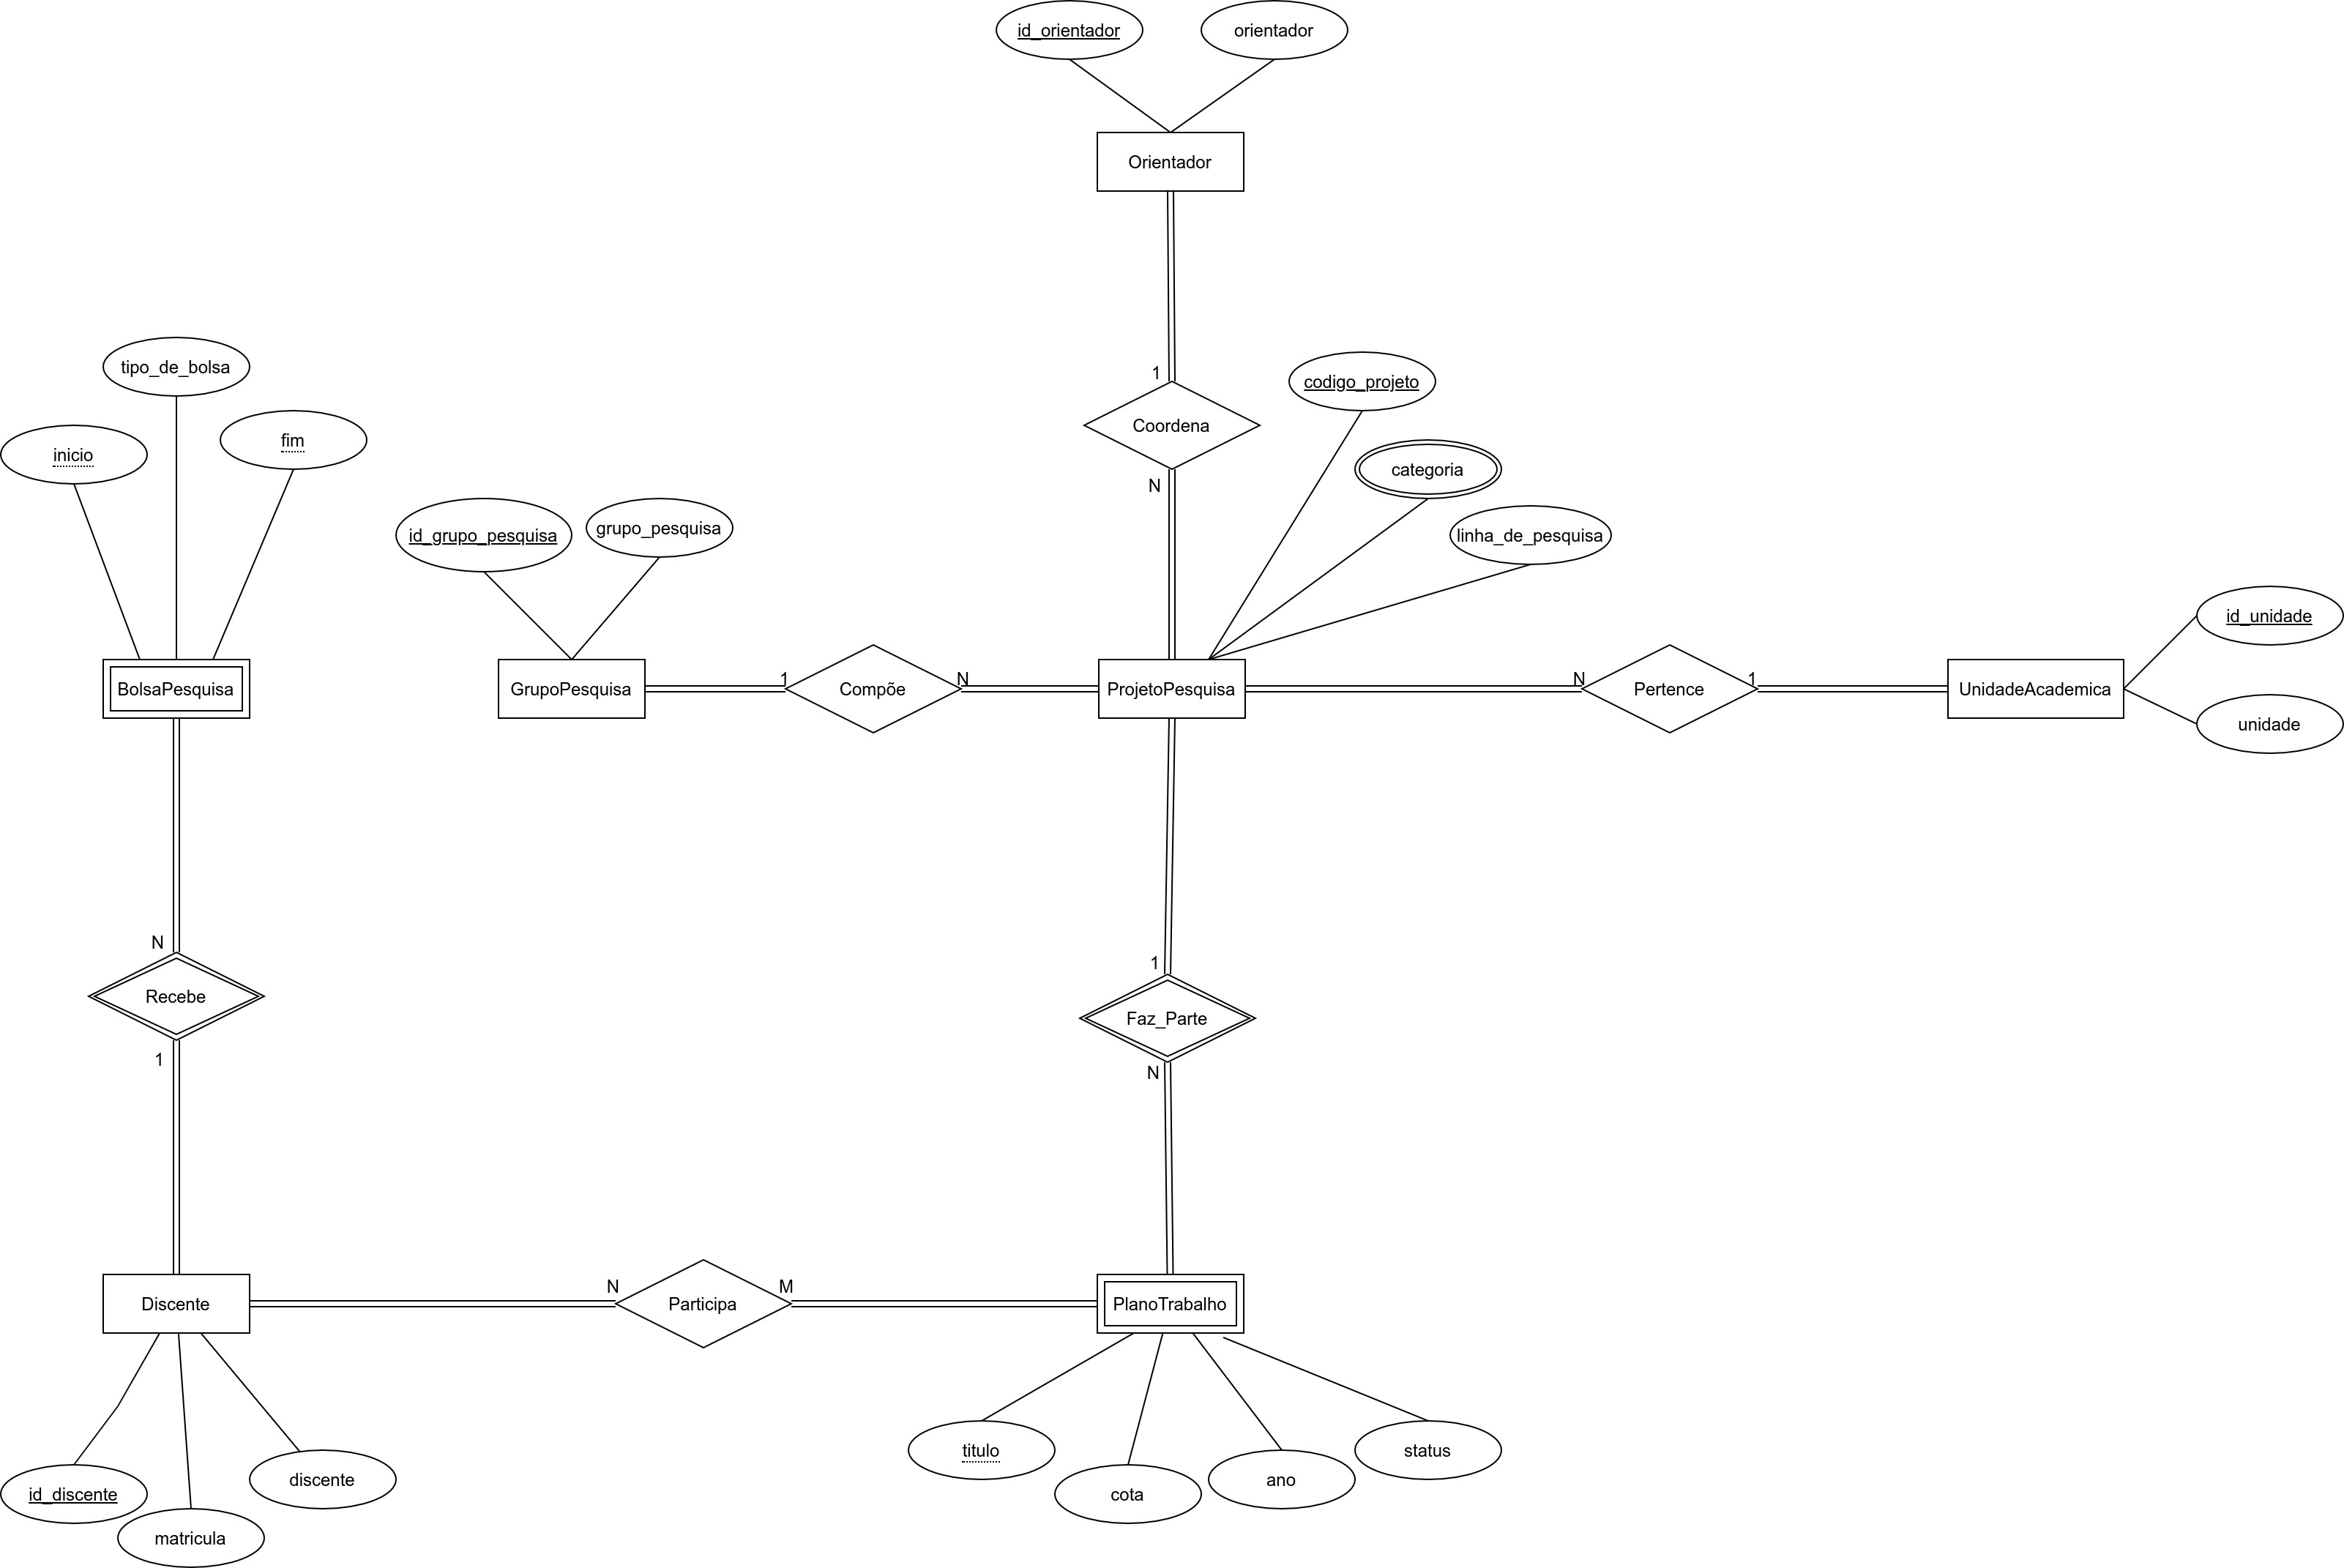 id_orientador
orientador
Orientador
1
Coordena
N
tipo_de_bolsa
inicio
fim
codigo_projeto
categoria
linha_de_pesquisa
id_grupo_pesquisa
grupo_pesquisa
id_unidade
unidade
BolsaPesquisa
GrupoPesquisa
1
Compõe
N
ProjetoPesquisa
N
Pertence
1
UnidadeAcademica
N
Recebe
1
1
Faz_Parte
N
Discente
N
Participa
M
PlanoTrabalho
id_discente
matricula
discente
titulo
cota
ano
status